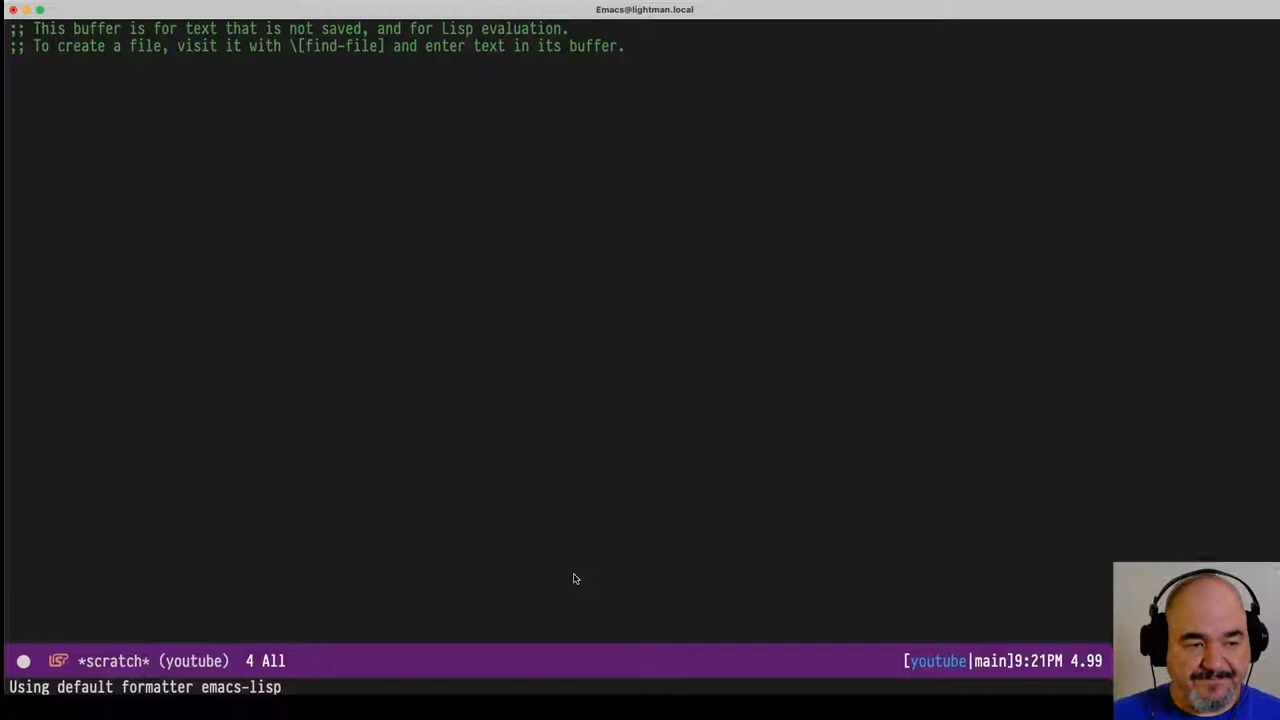 Emacs@lightman.local
;; This buffer is for text that is not saved, and for Lisp evaluation.
;; To create a file, visit it with \[find-file] and enter text in its buffer.
*scratch* (youtube) 4 All [youtube|main]9:21PM 4.99
Using default formatter emacs-lisp